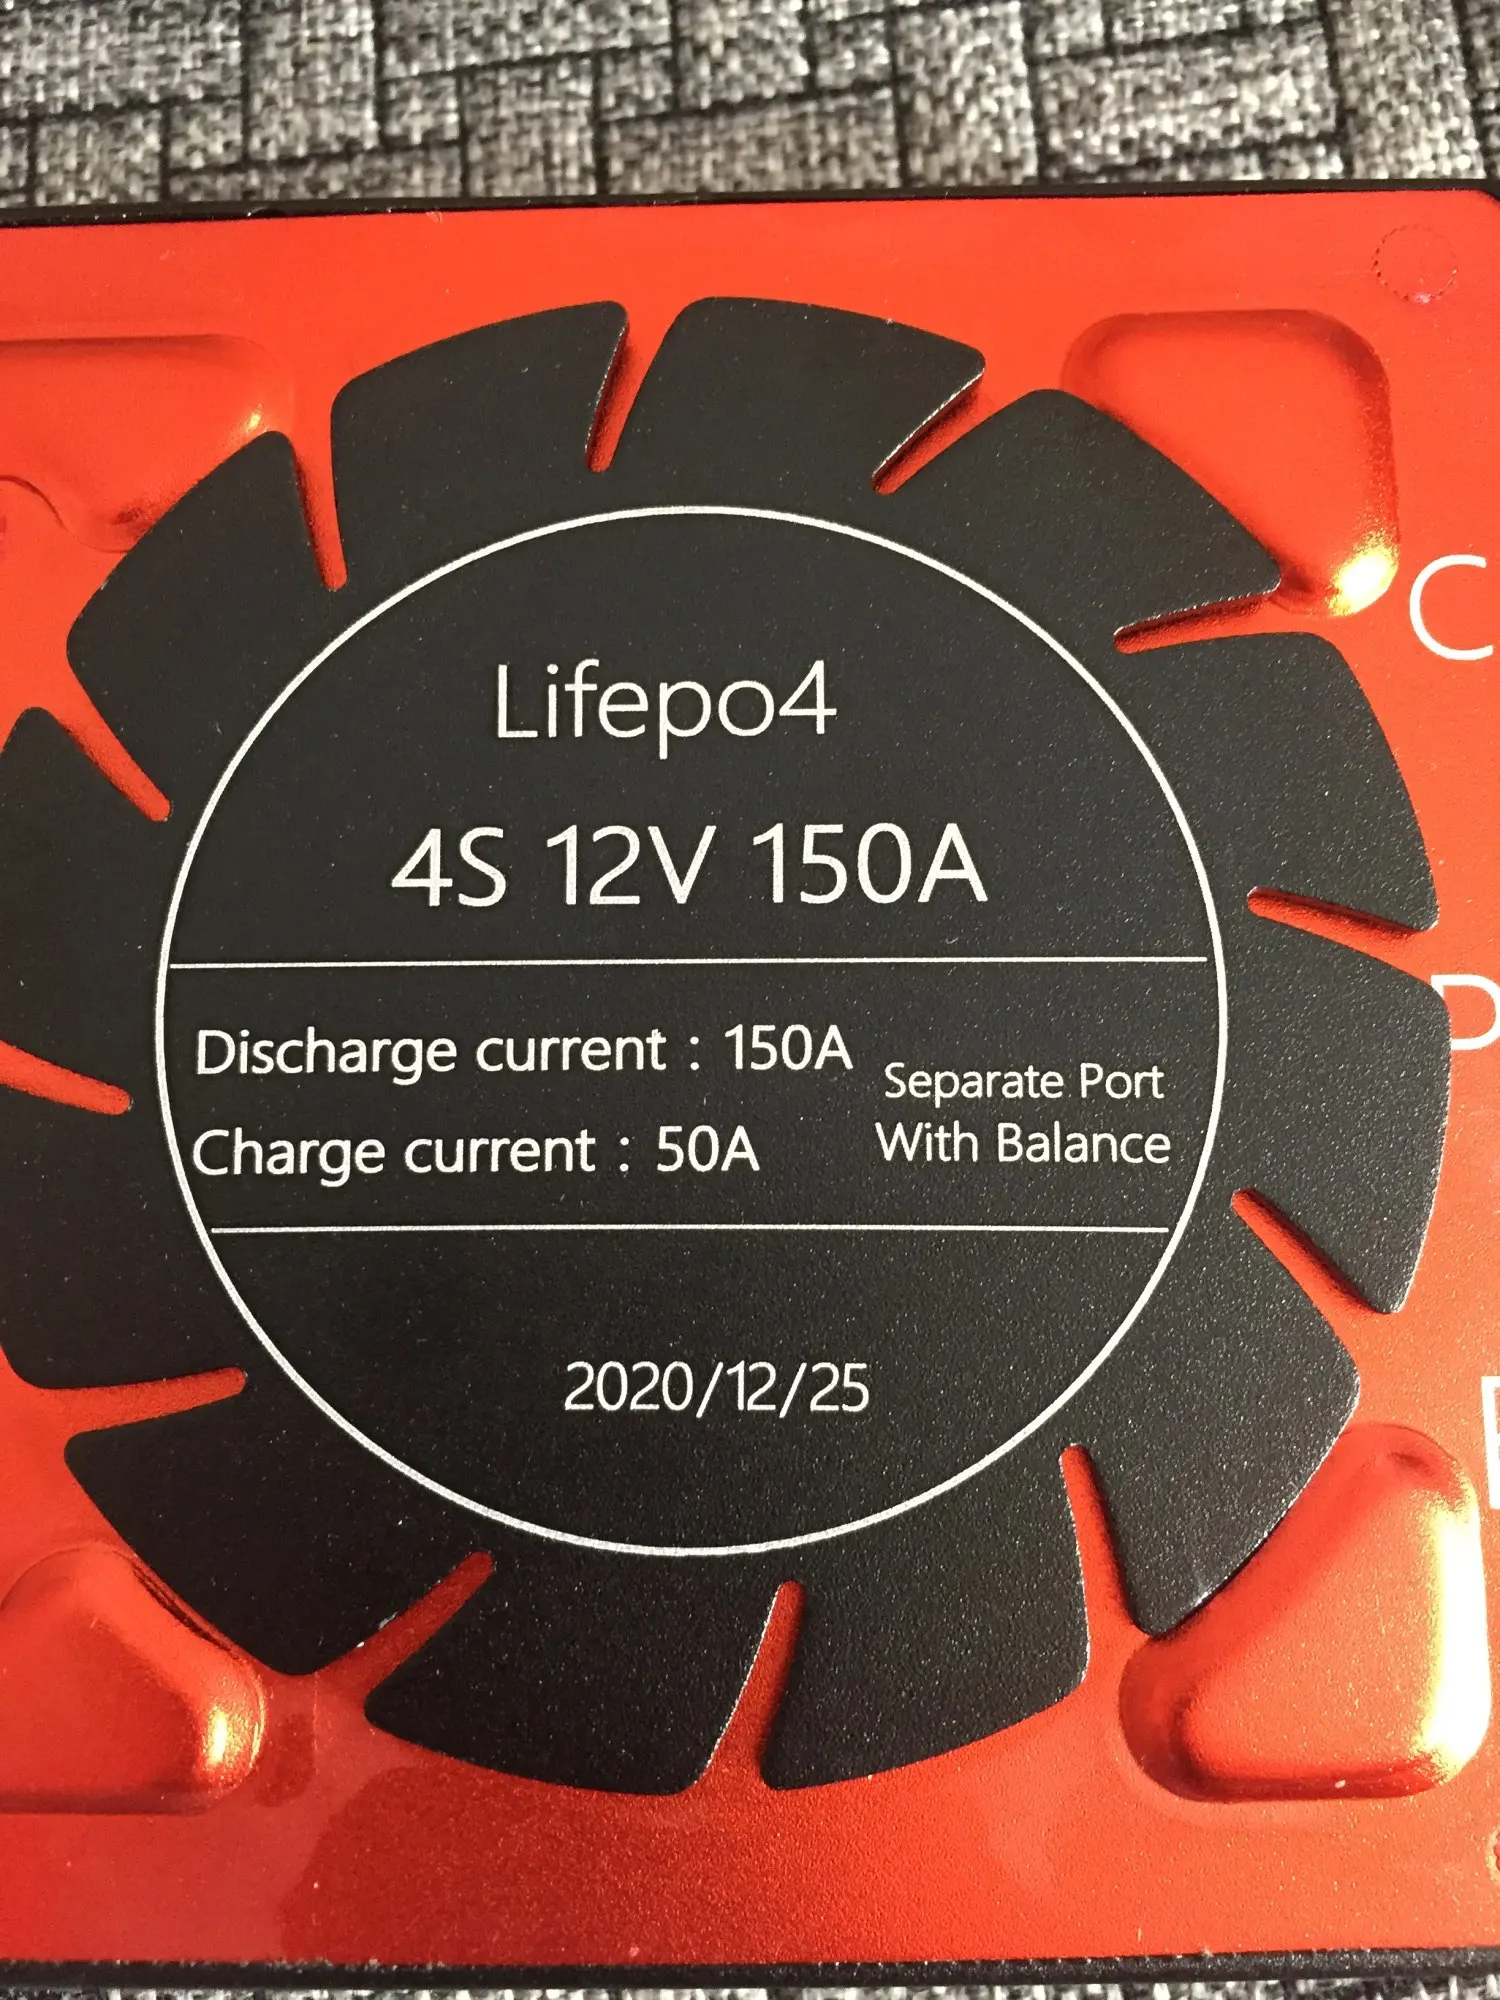 Lifepo4
4S 12V 150A
Discharge current : 150A
Charge current : 50A
Separate Port
With Balance
2020/12/25
C